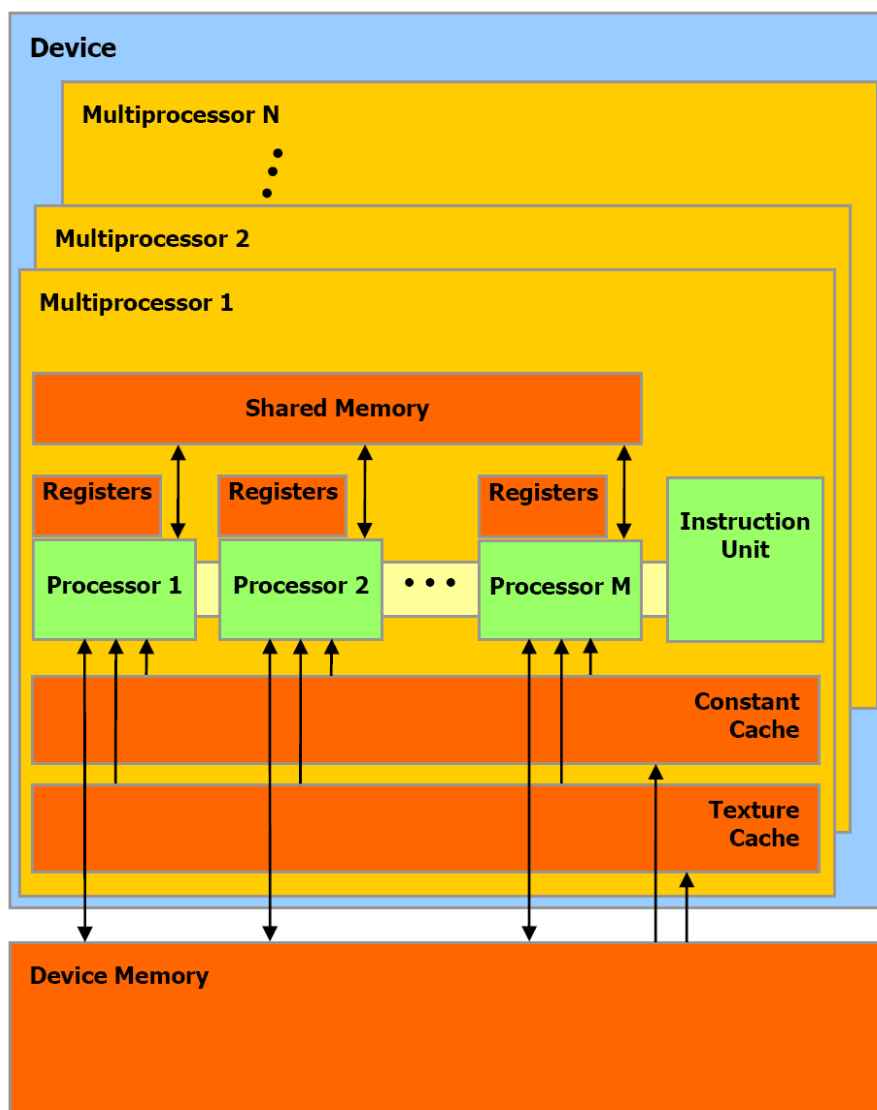 Device
Multiprocessor N
Multiprocessor 2
Multiprocessor 1
Shared Memory
Registers
Registers
Registers
Instruction
Unit
Processor 1
Processor 2
Processor M
Constant
Cache
Texture
Cache
Device Memory